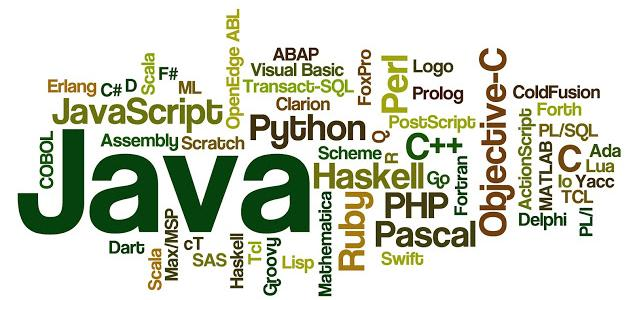 OpenEdge ABL
ABAP
FoxPro
Perl
Logo
Objective-C
Erlang
C#
D
Scala
F#
ML
Visual Basic
Transact-SQL
Prolog
ColdFusion
JavaScript
Clarion
Forth
Python
Q
PostScript
ActionScript
MATLAB
PL/SQL
COBOL
Assembly
Scratch
Scheme
R
C++
C
Ada
Lua
Java
Haskell
Go
Fortran
Io
Yacc
TCL
Mathematica
Ruby
PHP
Delphi
PL/I
Pascal
Dart
Scala
Max/MSP
cT
SAS
Haskell
Tcl
Groovy
Lisp
Swift